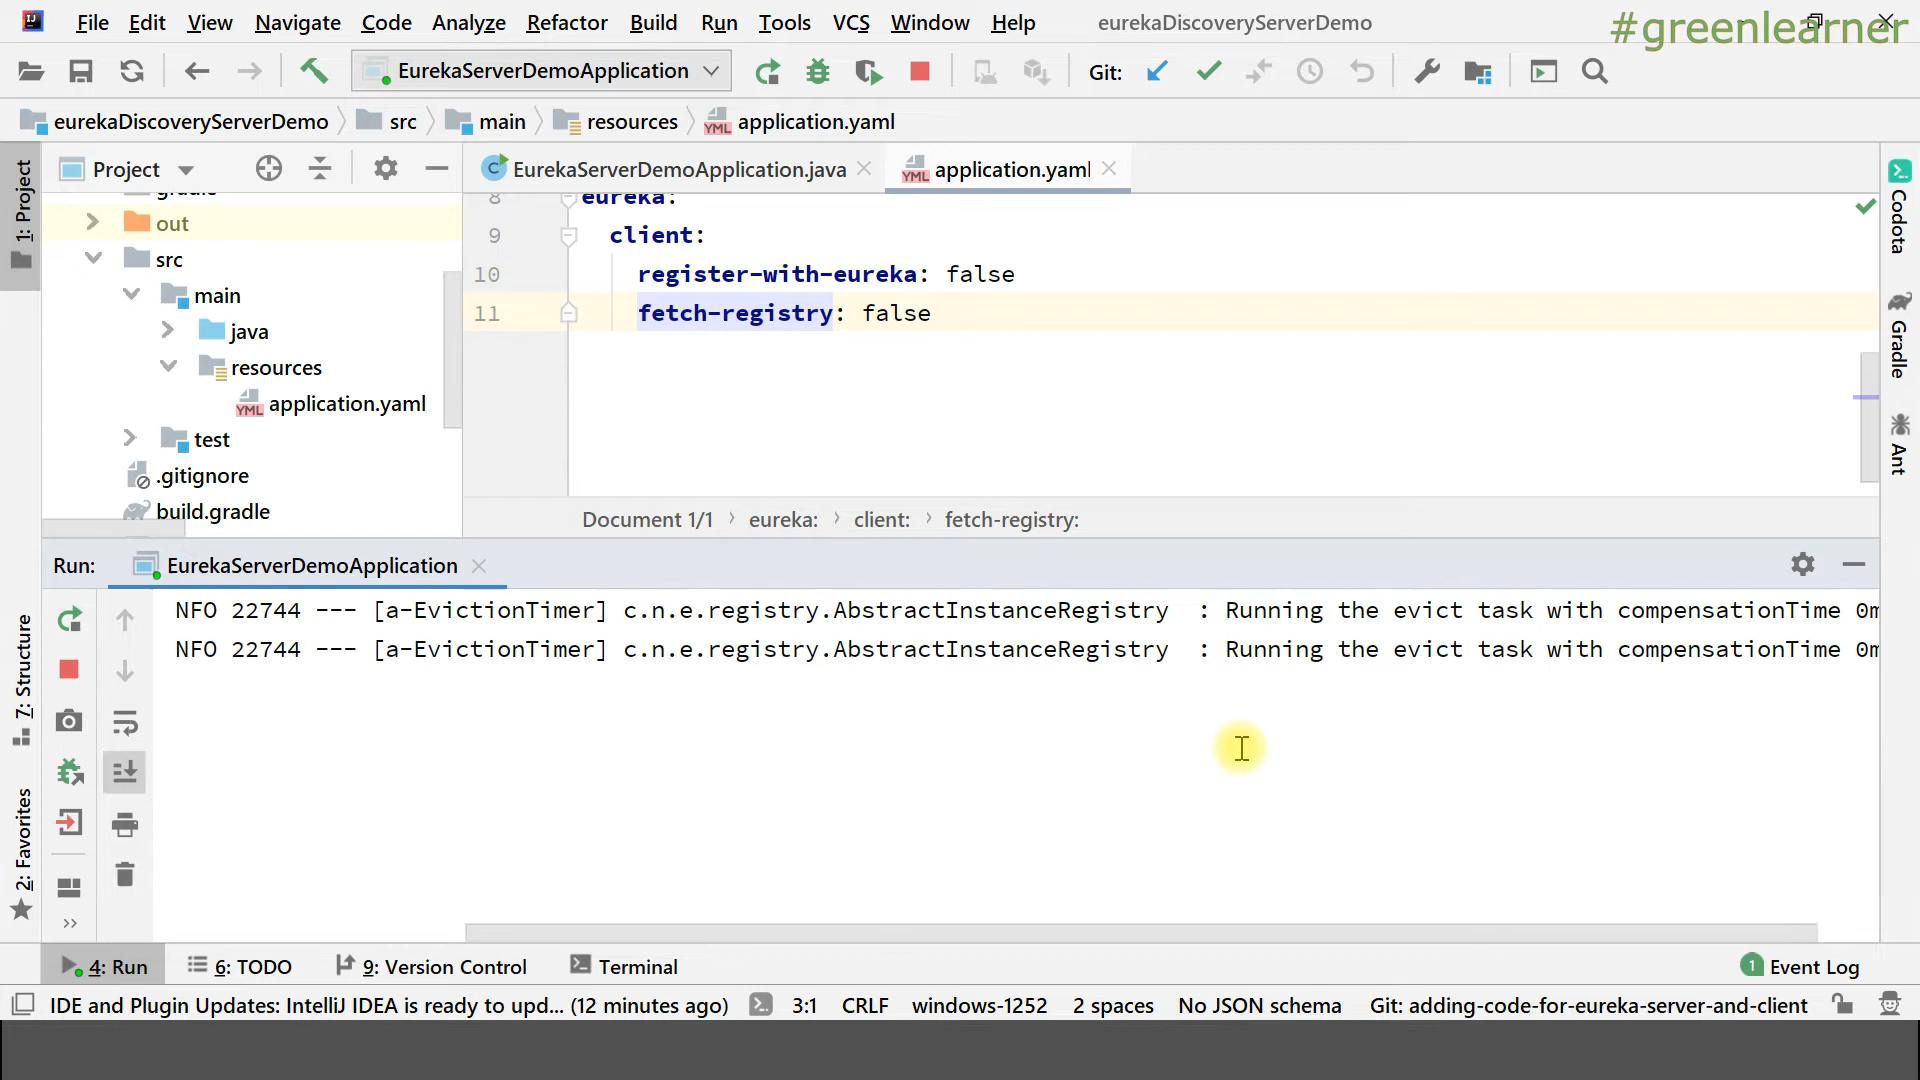 File Edit View Navigate Code Analyze Refactor Build Run Tools VCS Window Help eurekaDiscoveryServerDemo
#greenlearner
EurekaServerDemoApplication Git:
eurekaDiscoveryServerDemo src main resources application.yaml
1: Project
Project
EurekaServerDemoApplication.java application.yaml
gradle
out
src
main
java
resources
application.yaml
test
.gitignore
build.gradle
8 eureka:
9 client:
10 register-with-eureka: false
11 fetch-registry: false
Document 1/1 eureka: client: fetch-registry:
Codota
Gradle
Ant
Run: EurekaServerDemoApplication
NFO 22744 --- [a-EvictionTimer] c.n.e.registry.AbstractInstanceRegistry : Running the evict task with compensationTime 0m
NFO 22744 --- [a-EvictionTimer] c.n.e.registry.AbstractInstanceRegistry : Running the evict task with compensationTime 0m
7: Structure
2: Favorites
4: Run 6: TODO 9: Version Control Terminal 1 Event Log
IDE and Plugin Updates: IntelliJ IDEA is ready to upd... (12 minutes ago) 3:1 CRLF windows-1252 2 spaces No JSON schema Git: adding-code-for-eureka-server-and-client